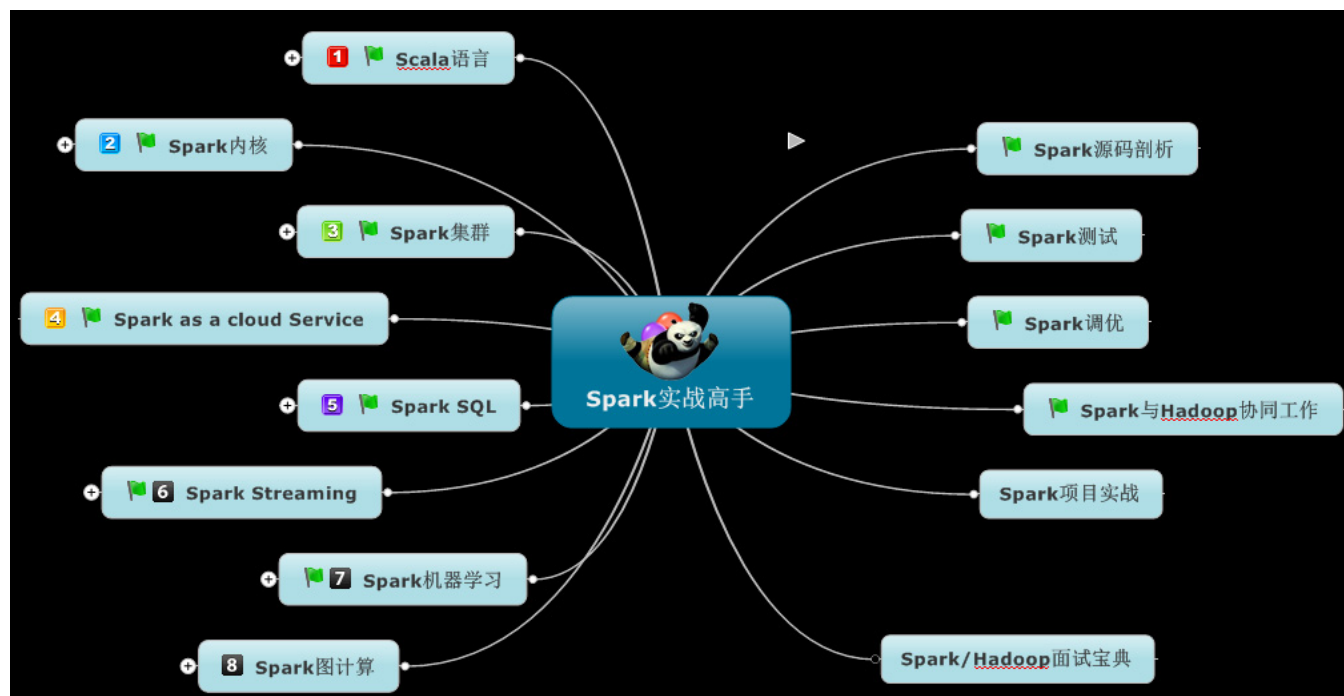 1 Scala语言
2 Spark内核
3 Spark集群
4 Spark as a cloud Service
5 Spark SQL
6 Spark Streaming
7 Spark机器学习
8 Spark图计算
Spark实战高手
Spark源码剖析
Spark测试
Spark调优
Spark与Hadoop协同工作
Spark项目实战
Spark/Hadoop面试宝典